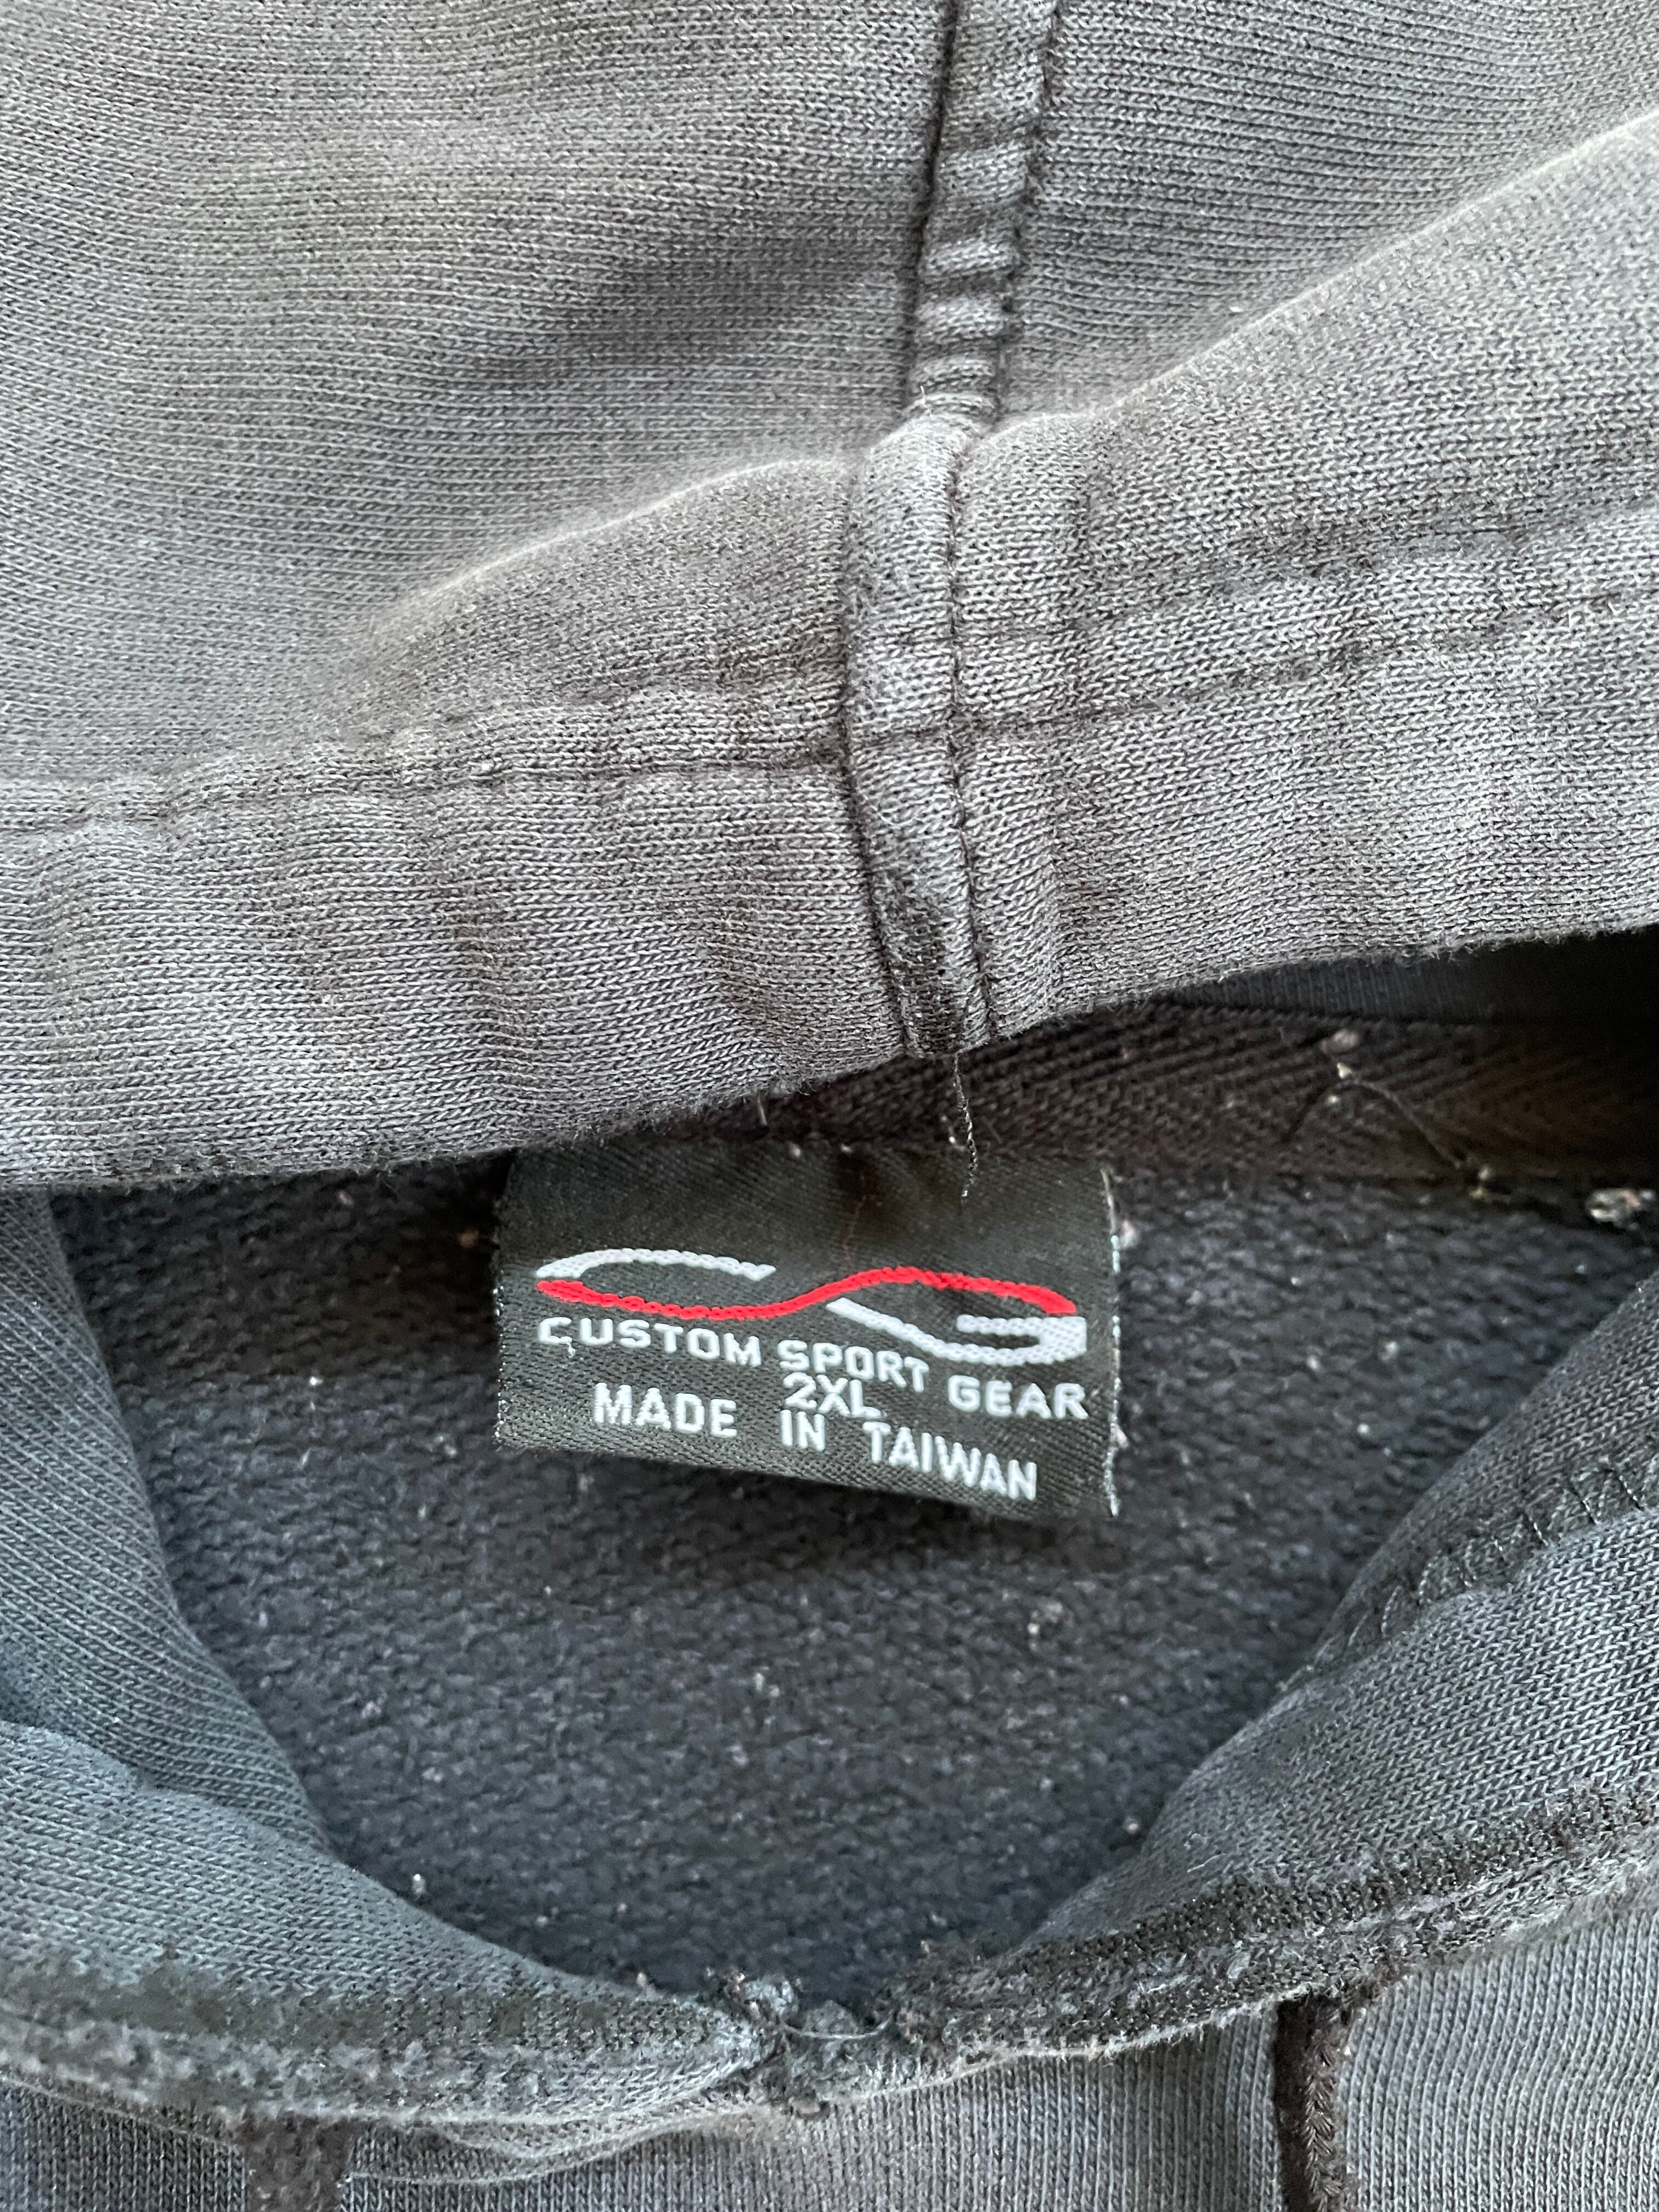 CUSTOM SPORT GEAR
2XL
MADE IN TAIWAN